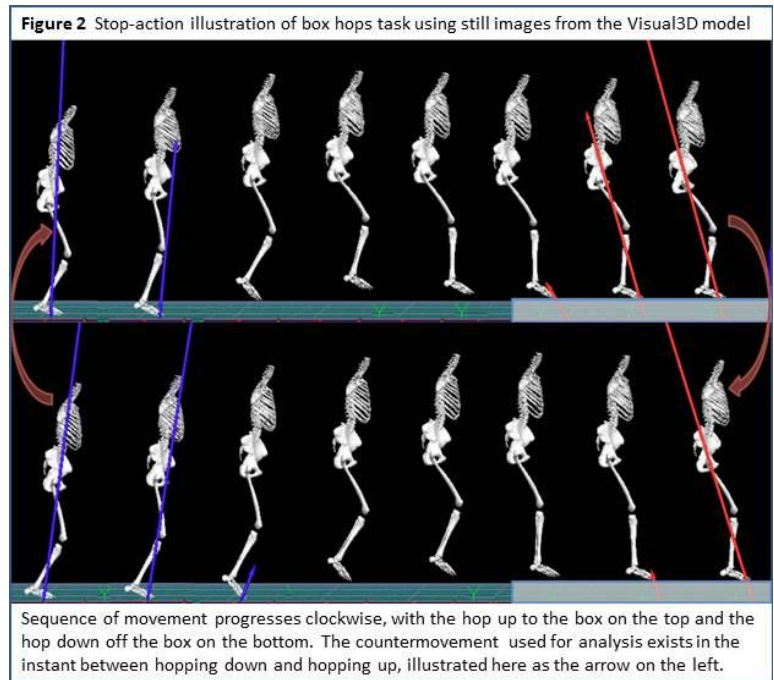 Figure 2 Stop-action illustration of box hops task using still images from the Visual3D model
Sequence of movement progresses clockwise, with the hop up to the box on the top and the
hop down off the box on the bottom. The countermovement used for analysis exists in the
instant between hopping down and hopping up, illustrated here as the arrow on the left.